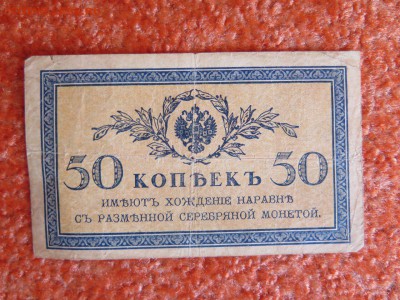 50 КОПѢЕКЪ 50
ИМѢЮТЪ ХОЖДЕНІЕ НАРАВНѢ
СЪ РАЗМѢННОЙ СЕРЕБРЯНОЙ МОНЕТОЙ.